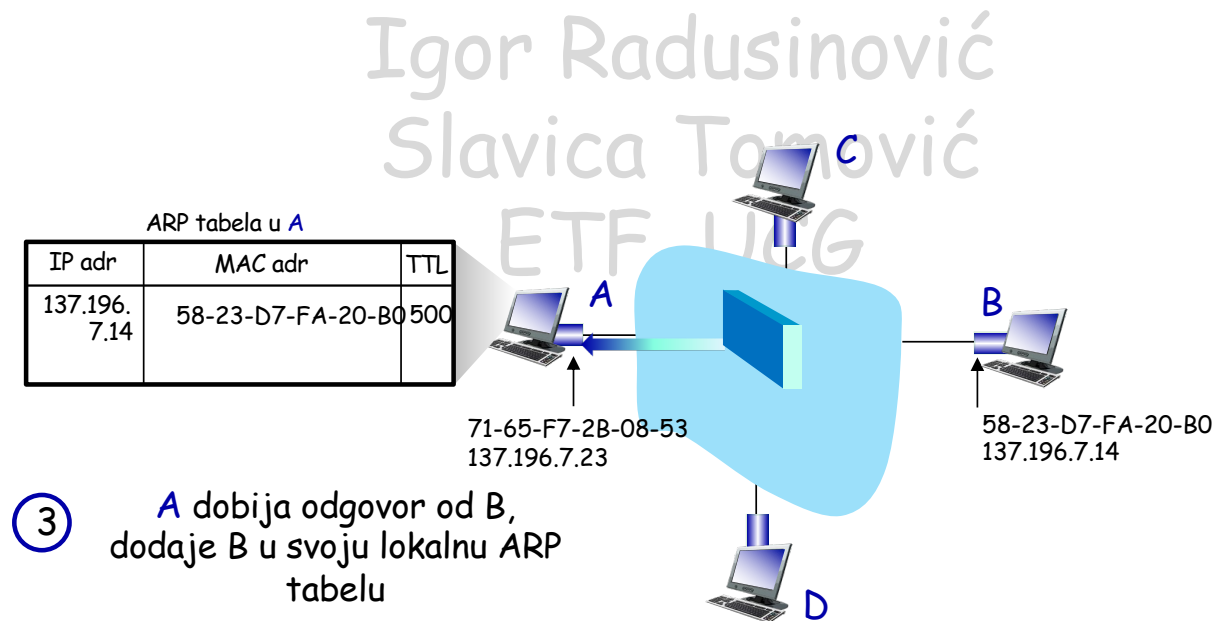 Igor Radusinović
Slavica Tomović
ETF UCG
C
ARP tabela u A
IP adr MAC adr TTL
137.196.
7.14
58-23-D7-FA-20-B0 500
A
B
71-65-F7-2B-08-53
137.196.7.23
58-23-D7-FA-20-B0
137.196.7.14
3
A dobija odgovor od B,
dodaje B u svoju lokalnu ARP
tabelu
D